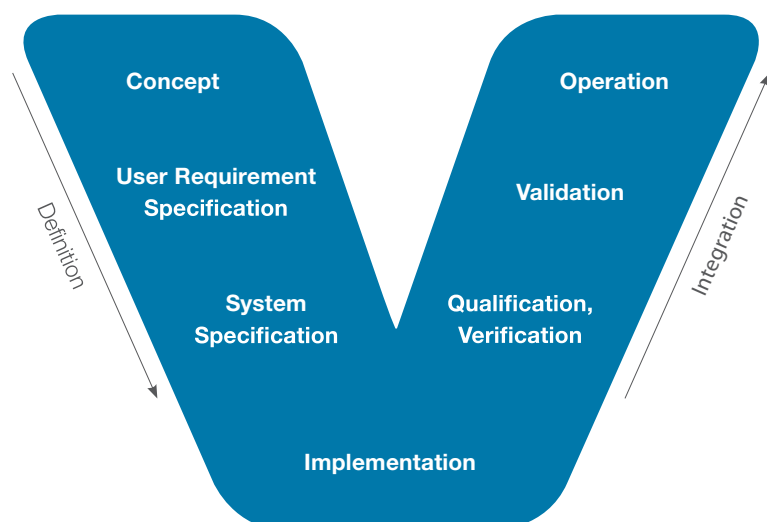 Concept
User Requirement
Specification
System
Specification
Implementation
Qualification,
Verification
Validation
Operation
Definition
Integration